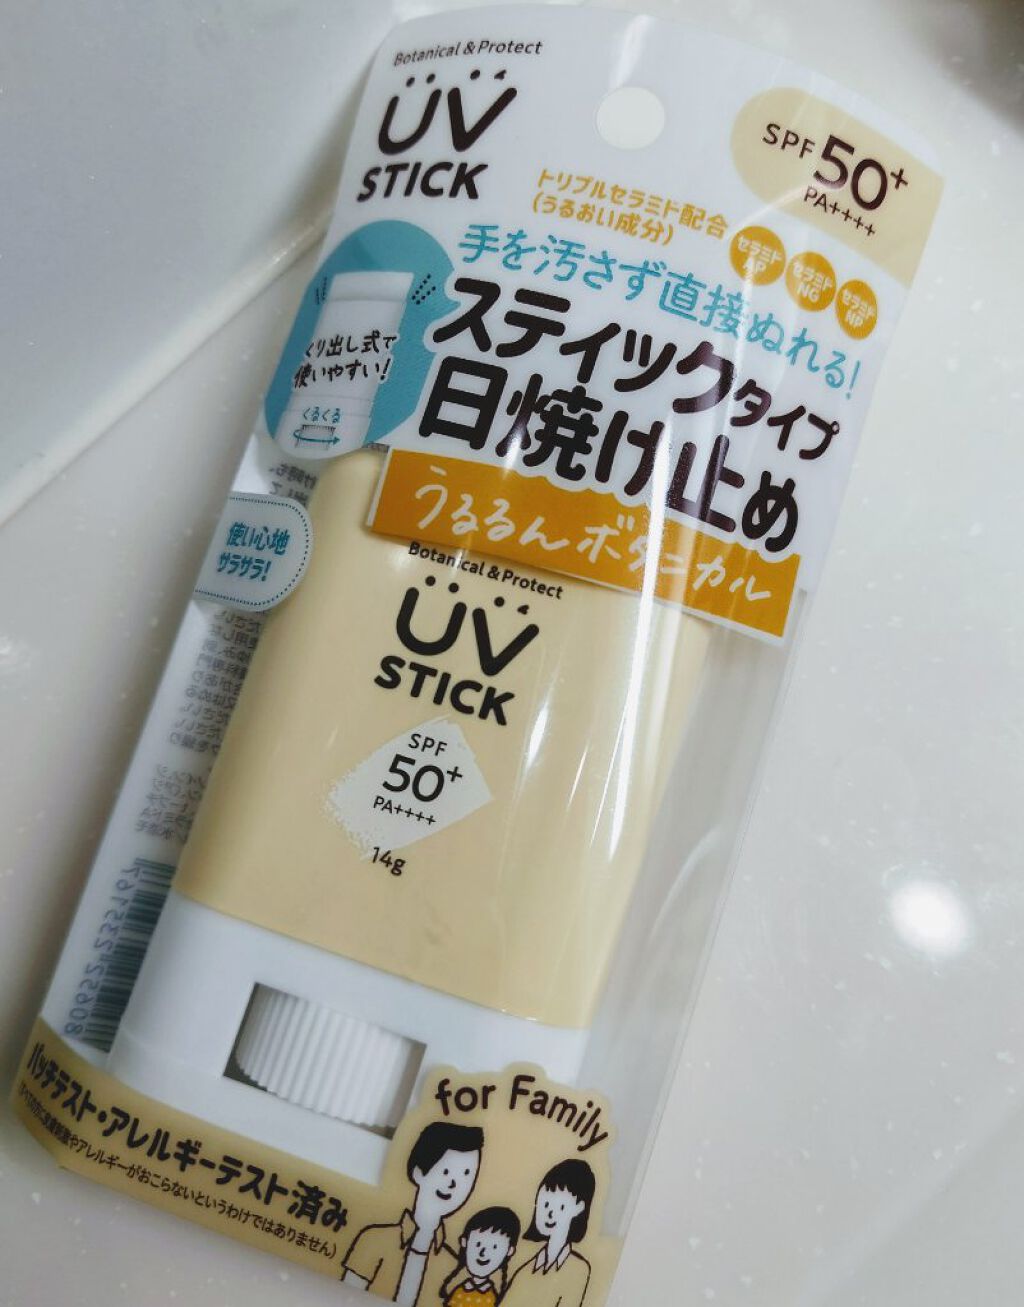 Botanical & Protect
UV
STICK
SPF 50+
PA++++
トリプルセラミド配合
(うるおい成分)
セラミド
AP
セラミド
NG
セラミド
NP
手を汚さず直接ぬれる!
スティックタイプ
日焼け止め
くり出し式で
使いやすい!
くるくる
うるるんボタニカル
使い心地
サラサラ!
Botanical & Protect
UV
STICK
SPF
50+
PA++++
14g
for Family
パッチテスト・アレルギーテスト済み
(すべての方に皮膚刺激やアレルギーがおこらないというわけではありません)